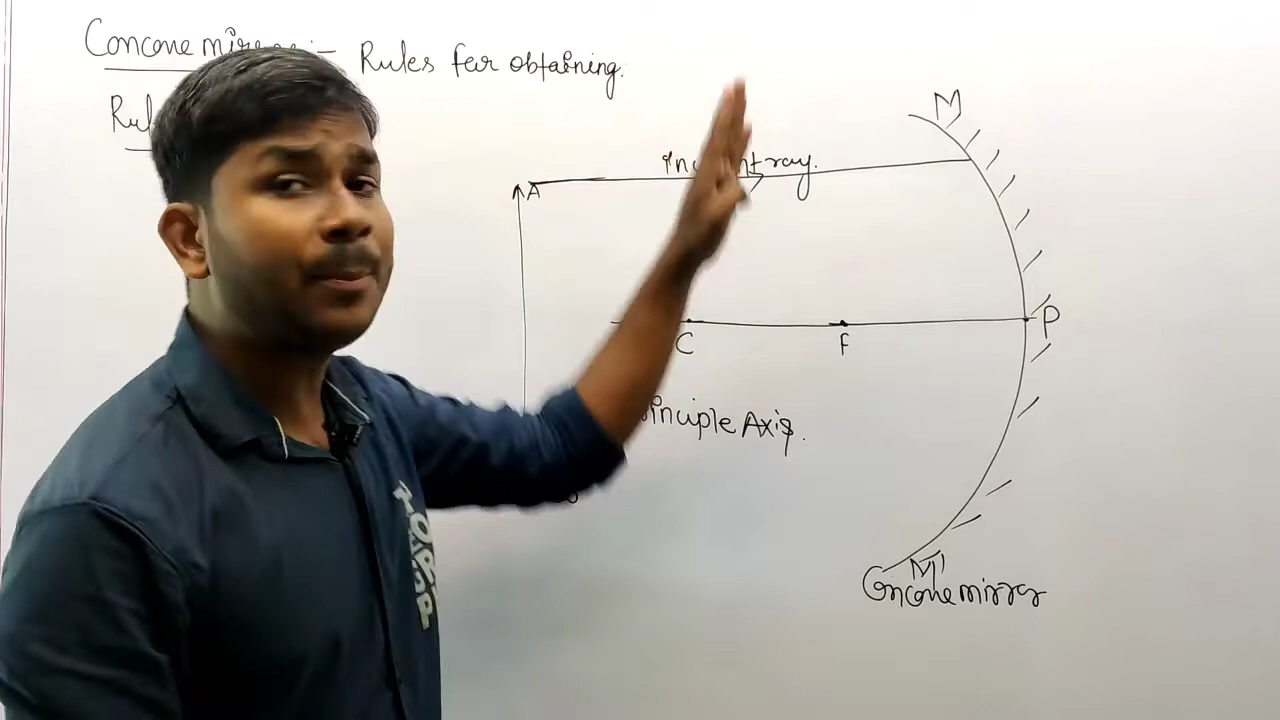 Concave mirror :- Rules for obtaining.
Rul
A
Incident ray.
M
C
F
P
Principle Axis.
M'
Concave mirror